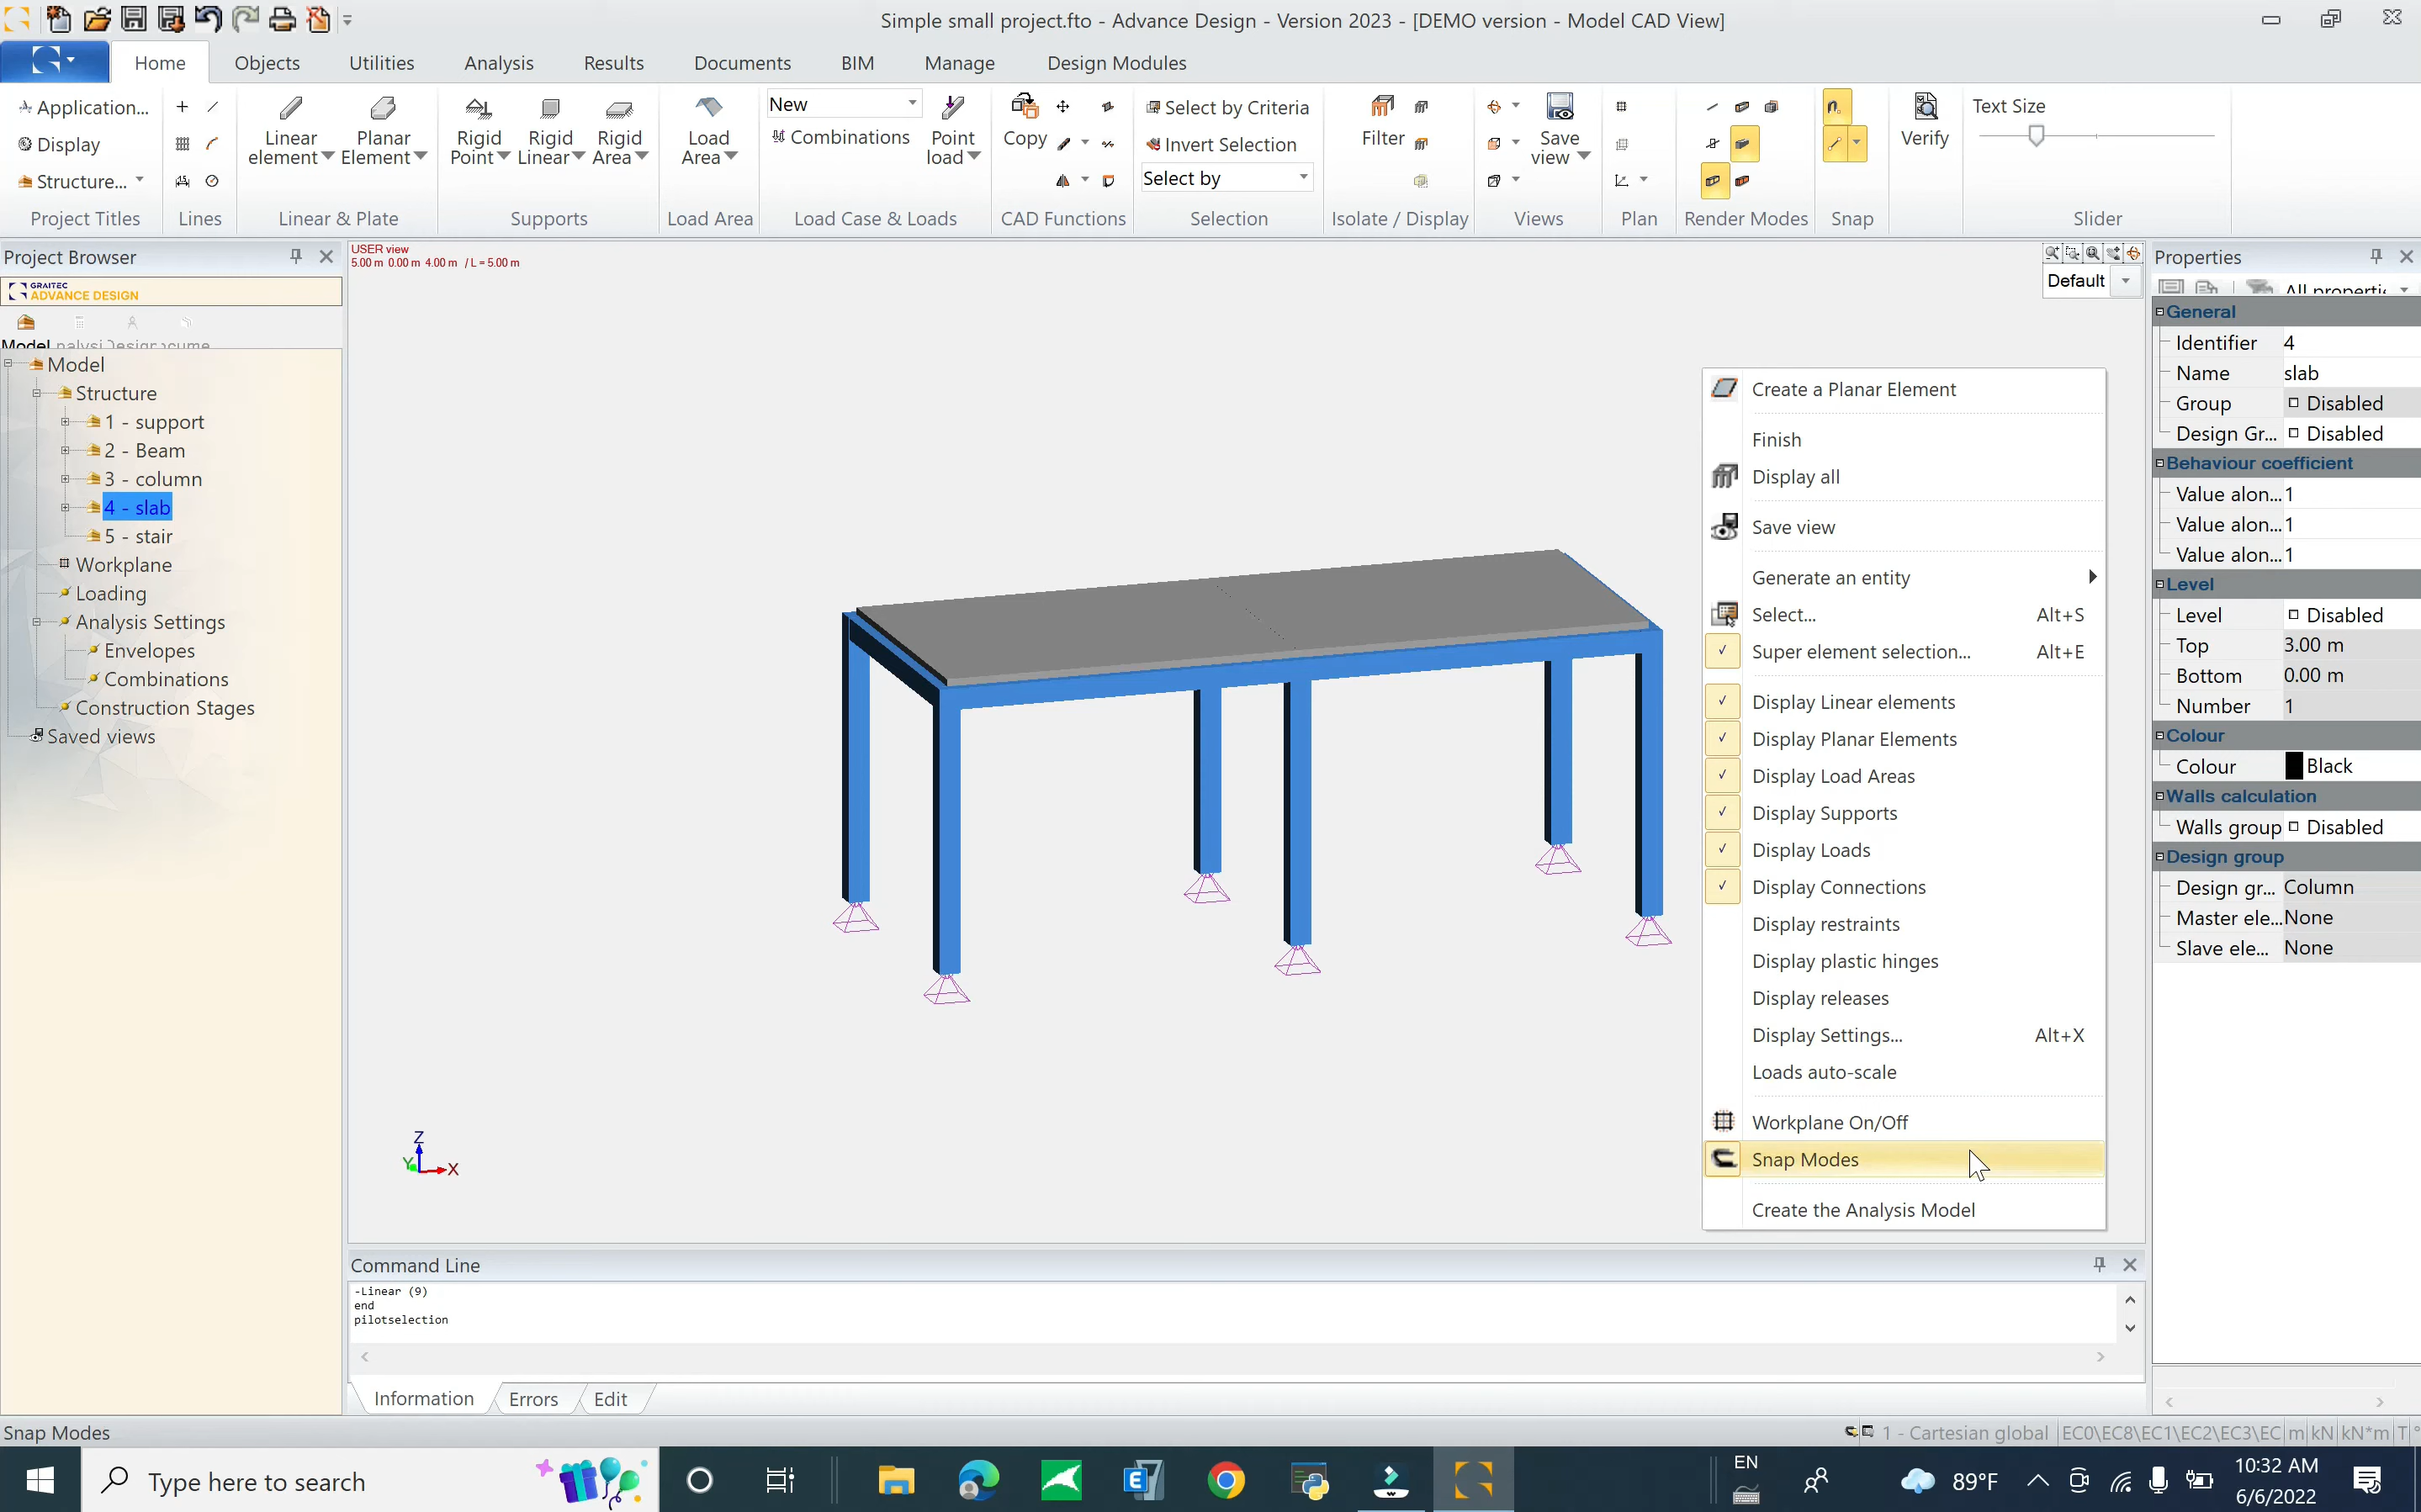 Simple small project.fto - Advance Design - Version 2023 - [DEMO version - Model CAD View]
Home Objects Utilities Analysis Results Documents BIM Manage Design Modules
Application...
Display
Structure...
Project Titles
Lines
Linear element
Planar Element
Linear & Plate
Rigid Point
Rigid Linear
Rigid Area
Supports
Load Area
Load Area
New
Combinations
Point load
Load Case & Loads
Copy
CAD Functions
Select by Criteria
Invert Selection
Select by
Selection
Filter
Isolate / Display
Save view
Views
Plan
Render Modes
Snap
Verify
Text Size
Slider
Project Browser
GRAITEC
ADVANCE DESIGN
Model
Model
Structure
1 - support
2 - Beam
3 - column
4 - slab
5 - stair
Workplane
Loading
Analysis Settings
Envelopes
Combinations
Construction Stages
Saved views
USER view
5.00 m 0.00 m 4.00 m / L = 5.00 m
Default
Z
Y
X
Create a Planar Element
Finish
Display all
Save view
Generate an entity
Select... Alt+S
Super element selection... Alt+E
Display Linear elements
Display Planar Elements
Display Load Areas
Display Supports
Display Loads
Display Connections
Display restraints
Display plastic hinges
Display releases
Display Settings... Alt+X
Loads auto-scale
Workplane On/Off
Snap Modes
Create the Analysis Model
Properties
General
Identifier 4
Name slab
Group Disabled
Design Gr... Disabled
Behaviour coefficient
Value alon... 1
Value alon... 1
Value alon... 1
Level
Level Disabled
Top 3.00 m
Bottom 0.00 m
Number 1
Colour
Colour Black
Walls calculation
Walls group Disabled
Design group
Design gr... Column
Master ele... None
Slave ele... None
Command Line
-Linear (9)
end
pilotselection
Information Errors Edit
Snap Modes
1 - Cartesian global EC0\EC8\EC1\EC2\EC3\EC m kN kN*m T °
Type here to search
EN
89°F
10:32 AM
6/6/2022